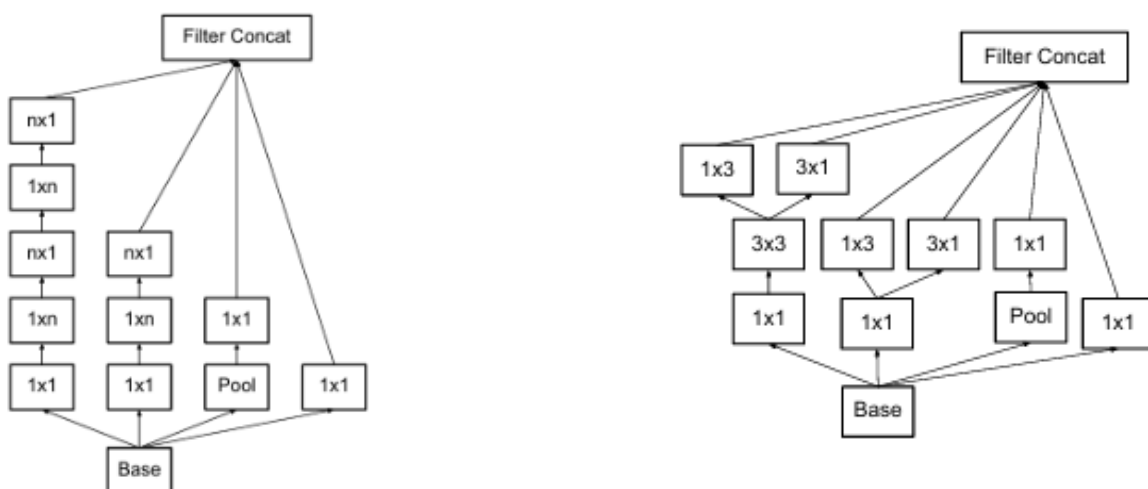 Filter Concat
nx1
1xn
nx1 nx1
1xn 1xn 1x1
1x1 1x1 Pool 1x1
Base
Filter Concat
1x3 3x1
3x3 1x3 3x1 1x1
1x1 1x1 Pool 1x1
Base